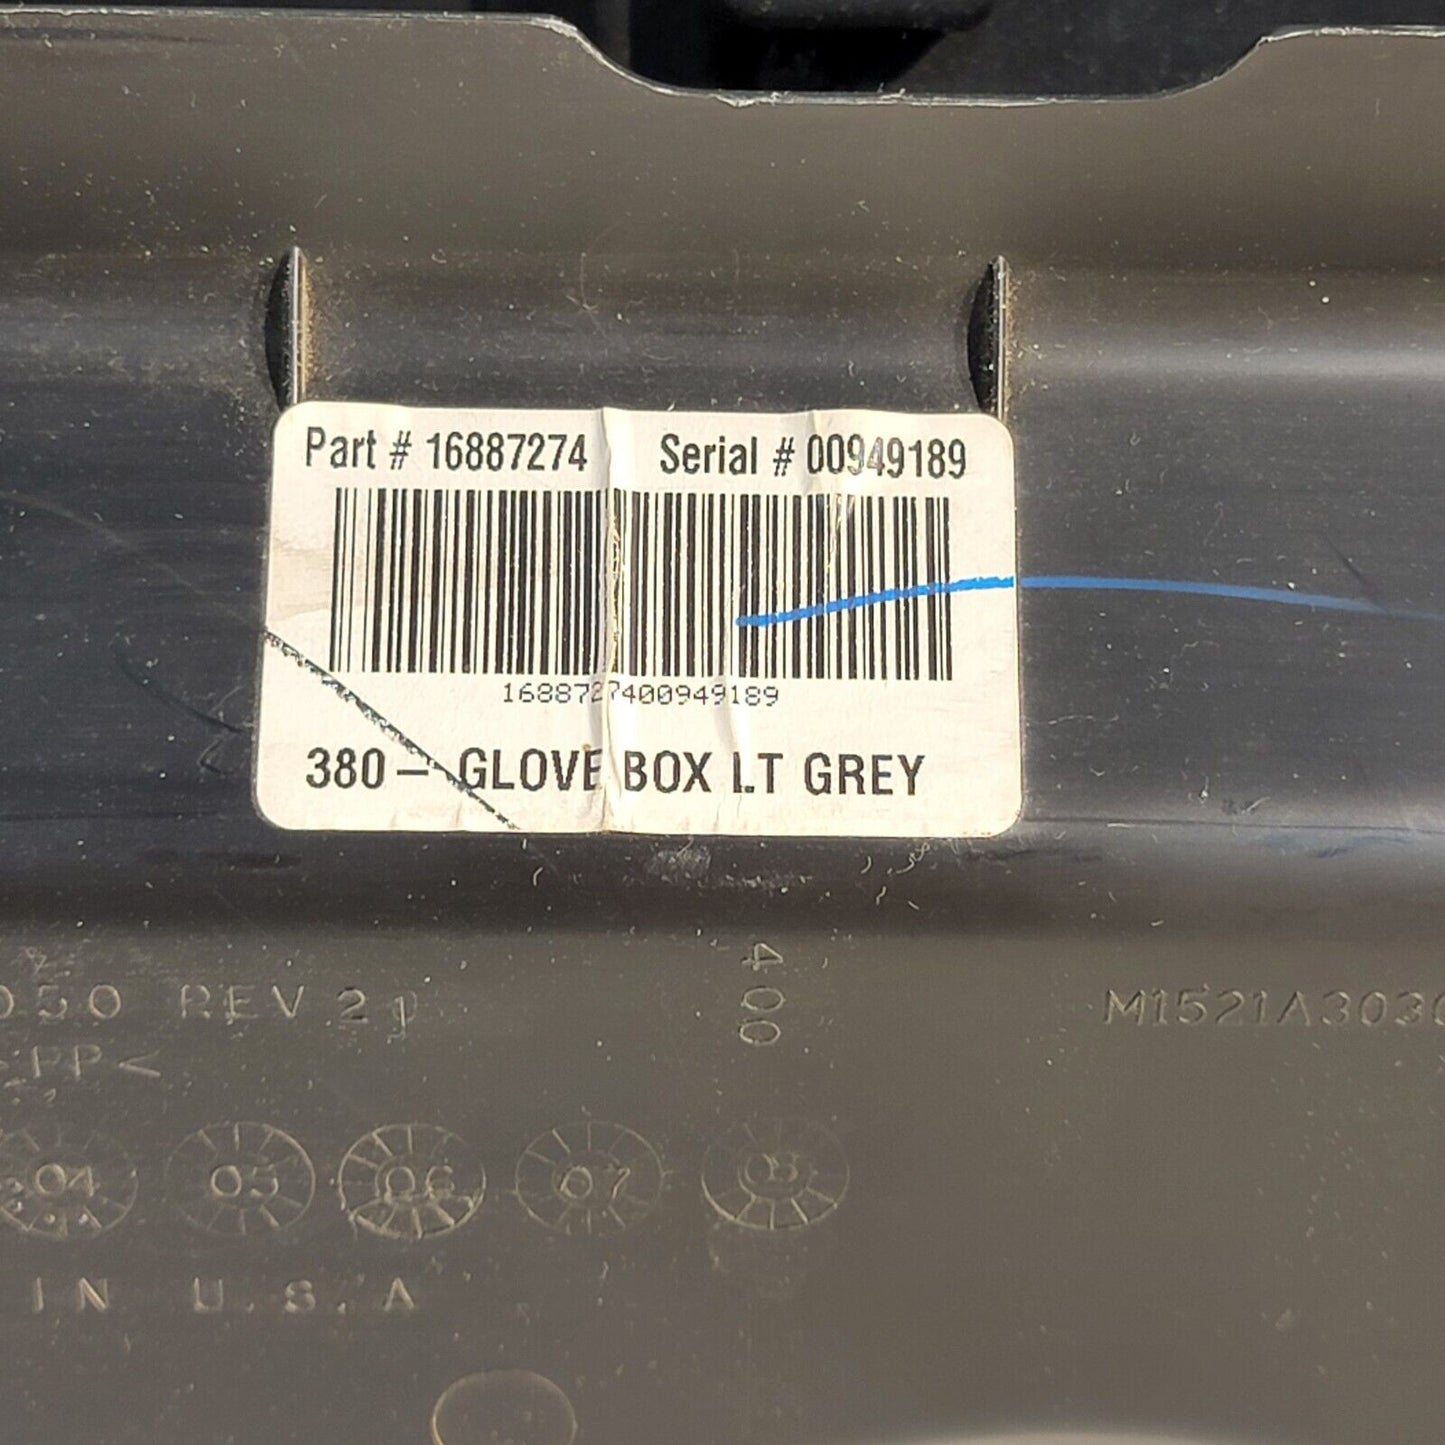 Part # 16887274 Serial # 00949189
1688727400949189
380 – GLOVE BOX LT GREY
400
050 REV 21 M1521A303
>PP<
04 05 06 07 08
IN U.S.A